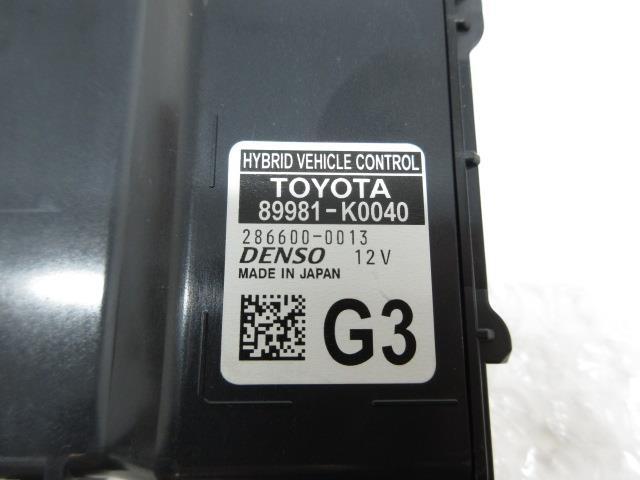 HYBRID VEHICLE CONTROL
TOYOTA
89981-K0040
286600-0013
DENSO 12V
MADE IN JAPAN
G3